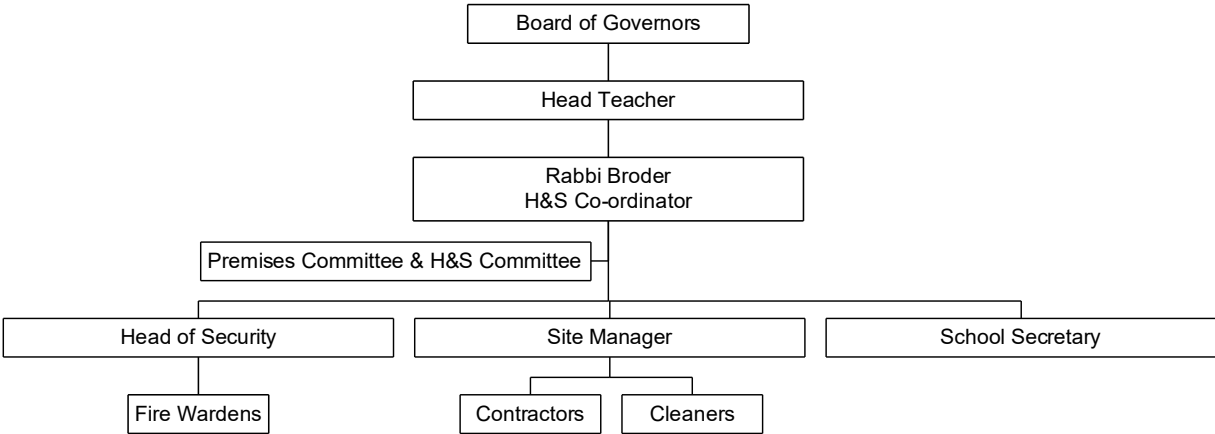 Board of Governors
Head Teacher
Rabbi Broder
H&S Co-ordinator
Premises Committee & H&S Committee
Head of Security
Site Manager
School Secretary
Fire Wardens
Contractors
Cleaners